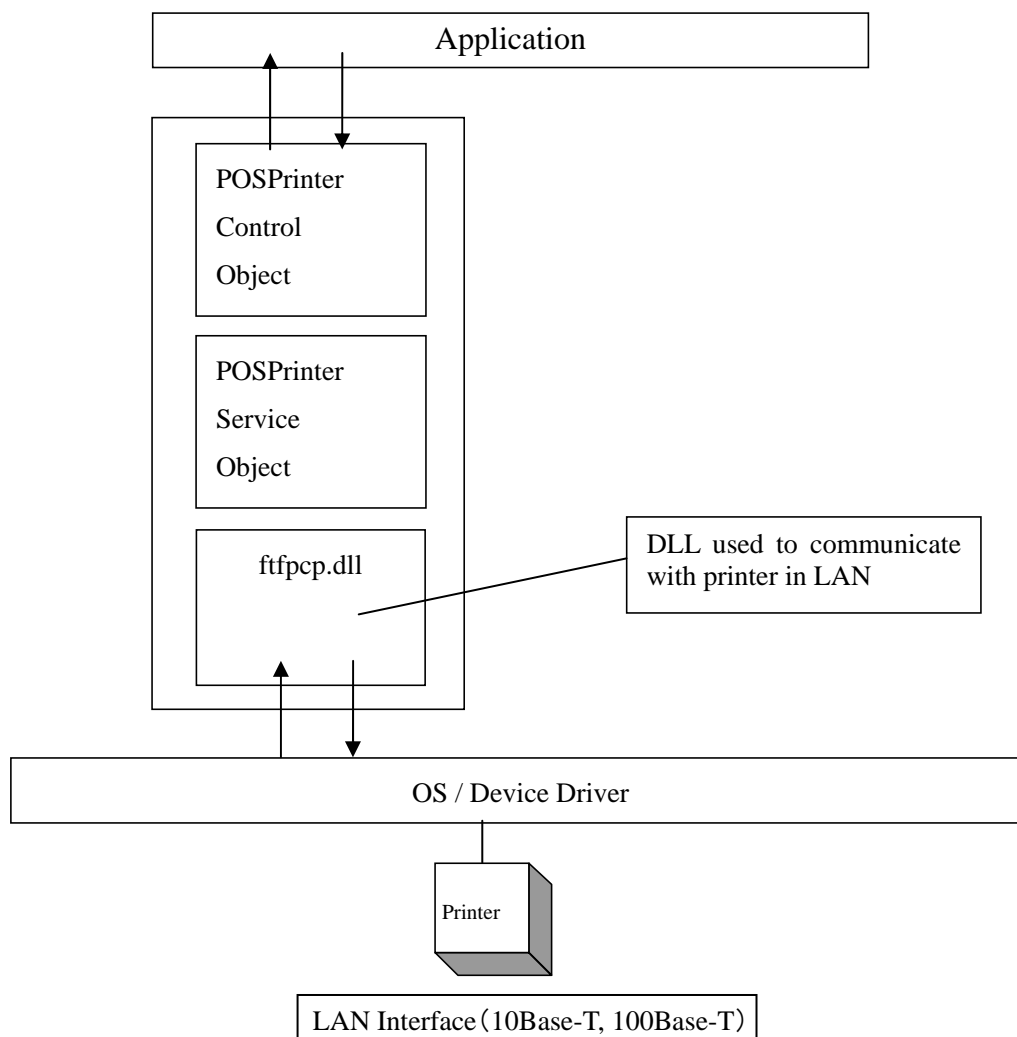 Application
POSPrinter
Control
Object
POSPrinter
Service
Object
ftfpcp.dll
DLL used to communicate
with printer in LAN
OS / Device Driver
Printer
LAN Interface（10Base-T, 100Base-T）